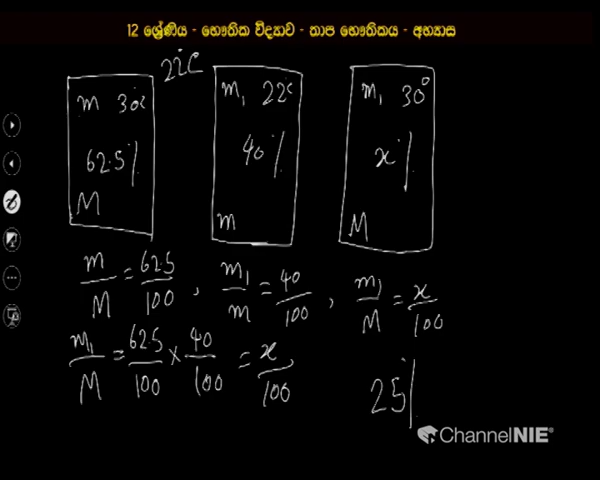 12 ශ්‍රේණිය - භෞතික විද්‍යාව - තාප භෞතිකය - අභ්‍යාස
22°C
m 30°C
62.5%
M
m₁ 22°C
40%
m
m₁ 30°
x%
M
m/M = 62.5/100 , m₁/m = 40/100 , m₁/M = x/100
m₁/M = 62.5/100 × 40/100 = x/100
25%
ChannelNIE